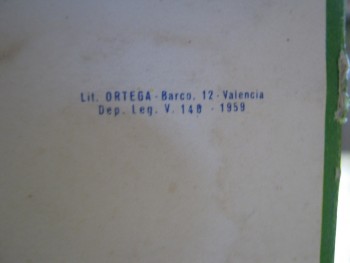 Lit. ORTEGA - Barco, 12 - Valencia
Dep. Leg. V. 148 - 1959